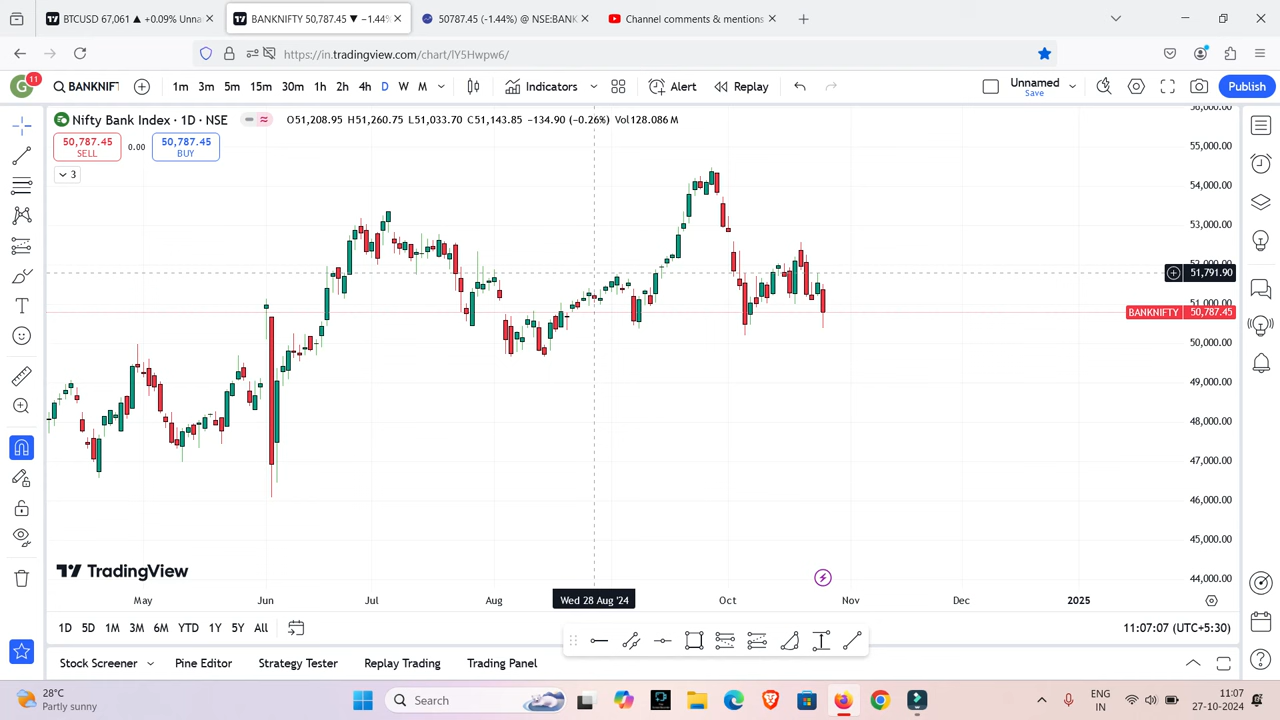 BTCUSD 67,061 ▲ +0.09% Unna
BANKNIFTY 50,787.45 ▼ −1.44%
50787.45 (-1.44%) @ NSE:BANK
Channel comments & mentions
https://in.tradingview.com/chart/lY5Hwpw6/
G
11
BANKNIFT
1m 3m 5m 15m 30m 1h 2h 4h D W M
Indicators
Alert
Replay
Unnamed
Save
Publish
Nifty Bank Index · 1D · NSE
O51,208.95 H51,260.75 L51,033.70 C51,143.85 −134.90 (−0.26%) Vol128.086 M
50,787.45
SELL
0.00
50,787.45
BUY
3
55,000.00
54,000.00
53,000.00
51,791.90
BANKNIFTY 50,787.45
50,000.00
49,000.00
48,000.00
47,000.00
46,000.00
45,000.00
44,000.00
TradingView
May Jun Jul Aug Wed 28 Aug '24 Oct Nov Dec 2025
1D 5D 1M 3M 6M YTD 1Y 5Y All
11:07:07 (UTC+5:30)
Stock Screener Pine Editor Strategy Tester Replay Trading Trading Panel
28°C
Partly sunny
Search
ENG
IN
11:07
27-10-2024